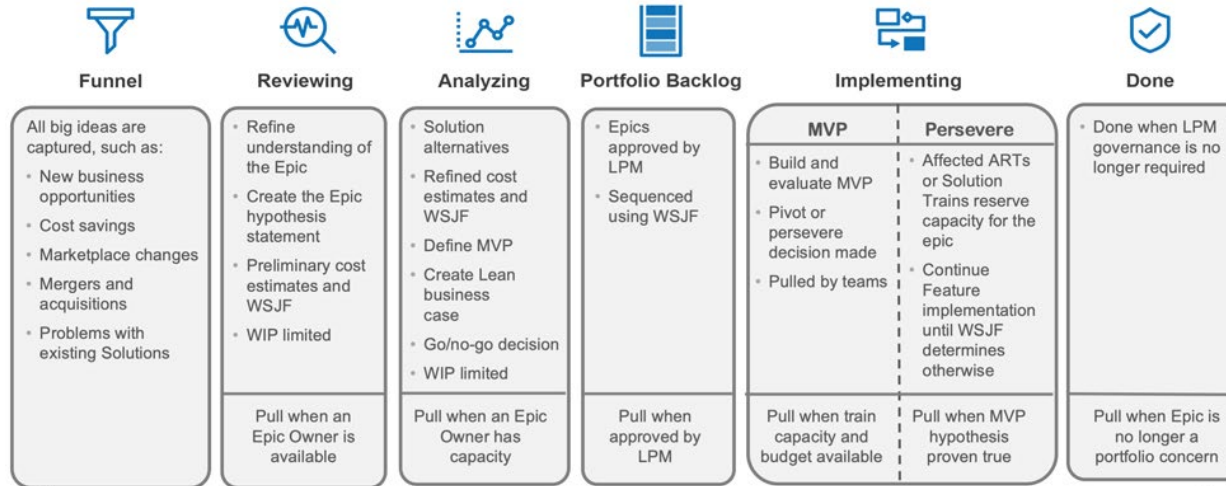 Funnel
Reviewing
Analyzing
Portfolio Backlog
Implementing
Done
All big ideas are
captured, such as:
• New business
opportunities
• Cost savings
• Marketplace changes
• Mergers and
acquisitions
• Problems with
existing Solutions
• Refine
understanding of
the Epic
• Create the Epic
hypothesis
statement
• Preliminary cost
estimates and
WSJF
• WIP limited
Pull when an
Epic Owner is
available
• Solution
alternatives
• Refined cost
estimates and
WSJF
• Define MVP
• Create Lean
business
case
• Go/no-go decision
• WIP limited
Pull when an Epic
Owner has
capacity
• Epics
approved by
LPM
• Sequenced
using WSJF
Pull when
approved by
LPM
MVP
• Build and
evaluate MVP
• Pivot or
persevere
decision made
• Pulled by teams
Pull when train
capacity and
budget available
Persevere
• Affected ARTs
or Solution
Trains reserve
capacity for the
epic
• Continue
Feature
implementation
until WSJF
determines
otherwise
Pull when MVP
hypothesis
proven true
• Done when LPM
governance is no
longer required
Pull when Epic is
no longer a
portfolio concern